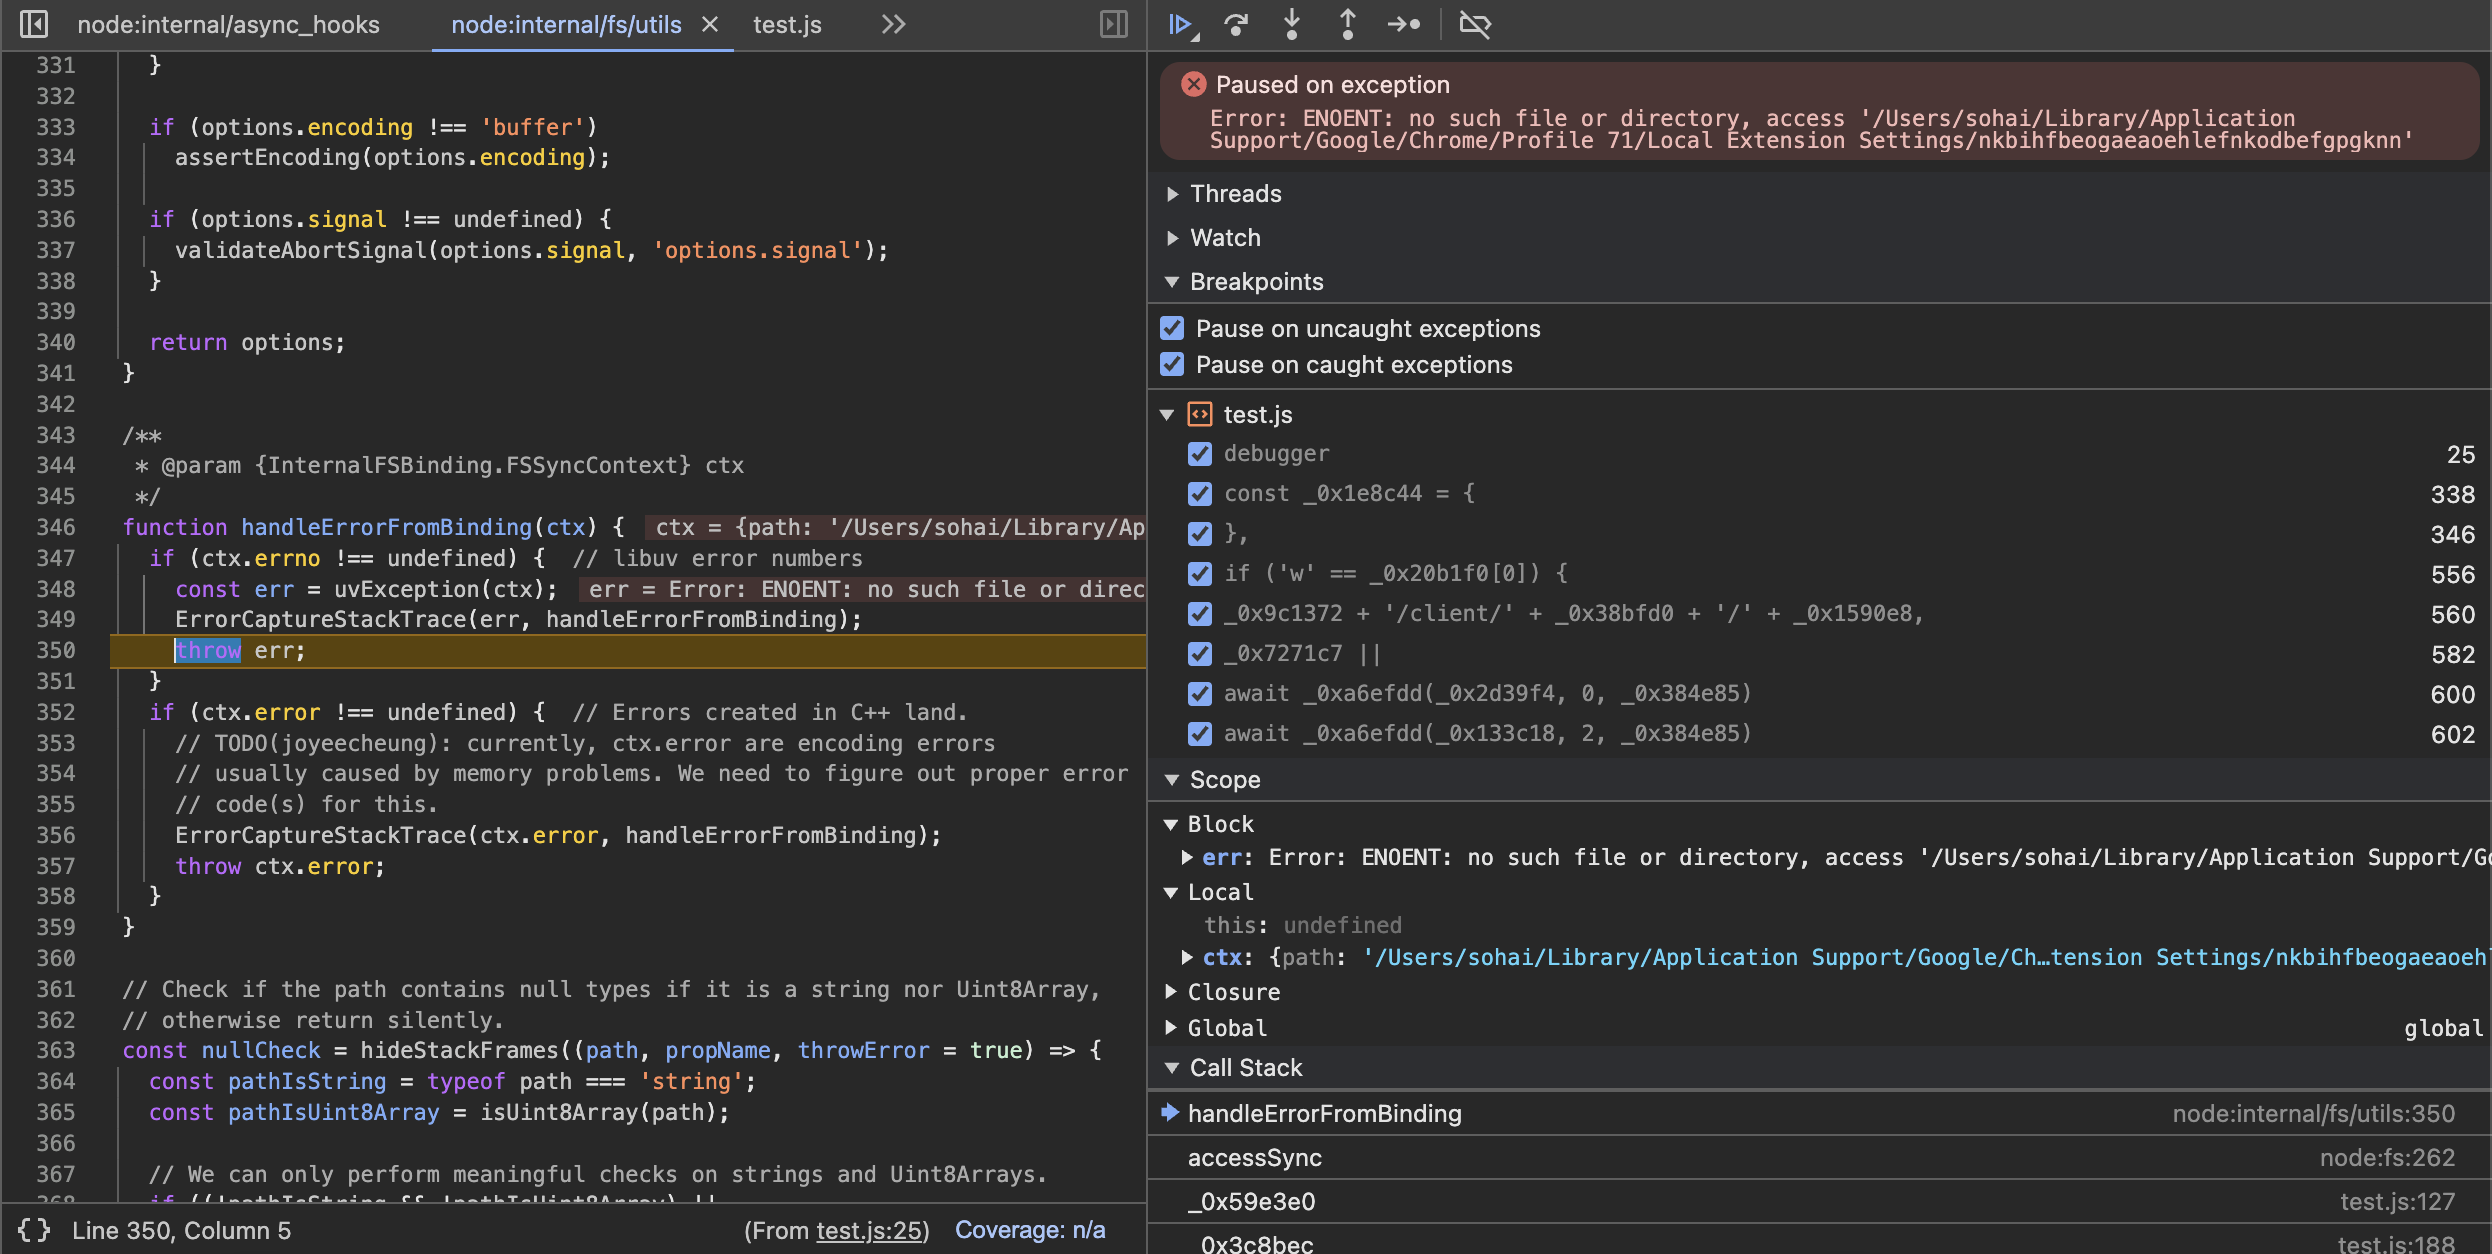 node:internal/async_hooks
node:internal/fs/utils
test.js
331 }
332
333 if (options.encoding !== 'buffer')
334 assertEncoding(options.encoding);
335
336 if (options.signal !== undefined) {
337 validateAbortSignal(options.signal, 'options.signal');
338 }
339
340 return options;
341 }
342
343 /**
344 * @param {InternalFSBinding.FSSyncContext} ctx
345 */
346 function handleErrorFromBinding(ctx) { ctx = {path: '/Users/sohai/Library/Ap
347 if (ctx.errno !== undefined) { // libuv error numbers
348 const err = uvException(ctx); err = Error: ENOENT: no such file or direc
349 ErrorCaptureStackTrace(err, handleErrorFromBinding);
350 throw err;
351 }
352 if (ctx.error !== undefined) { // Errors created in C++ land.
353 // TODO(joyeecheung): currently, ctx.error are encoding errors
354 // usually caused by memory problems. We need to figure out proper error
355 // code(s) for this.
356 ErrorCaptureStackTrace(ctx.error, handleErrorFromBinding);
357 throw ctx.error;
358 }
359 }
360
361 // Check if the path contains null types if it is a string nor Uint8Array,
362 // otherwise return silently.
363 const nullCheck = hideStackFrames((path, propName, throwError = true) => {
364 const pathIsString = typeof path === 'string';
365 const pathIsUint8Array = isUint8Array(path);
366
367 // We can only perform meaningful checks on strings and Uint8Arrays.
368 if ((!pathIsString && !pathIsUint8Array) ||
{} Line 350, Column 5
(From test.js:25)
Coverage: n/a
Paused on exception
Error: ENOENT: no such file or directory, access '/Users/sohai/Library/Application
Support/Google/Chrome/Profile 71/Local Extension Settings/nkbihfbeogaeaoehlefnkodbefgpgknn'
Threads
Watch
Breakpoints
Pause on uncaught exceptions
Pause on caught exceptions
test.js
debugger 25
const _0x1e8c44 = { 338
}, 346
if ('w' == _0x20b1f0[0]) { 556
_0x9c1372 + '/client/' + _0x38bfd0 + '/' + _0x1590e8, 560
_0x7271c7 || 582
await _0xa6efdd(_0x2d39f4, 0, _0x384e85) 600
await _0xa6efdd(_0x133c18, 2, _0x384e85) 602
Scope
Block
err: Error: ENOENT: no such file or directory, access '/Users/sohai/Library/Application Support/Go
Local
this: undefined
ctx: {path: '/Users/sohai/Library/Application Support/Google/Ch…tension Settings/nkbihfbeogaeaoehl
Closure
Global global
Call Stack
handleErrorFromBinding node:internal/fs/utils:350
accessSync node:fs:262
_0x59e3e0 test.js:127
_0x3c8bec test.js:188